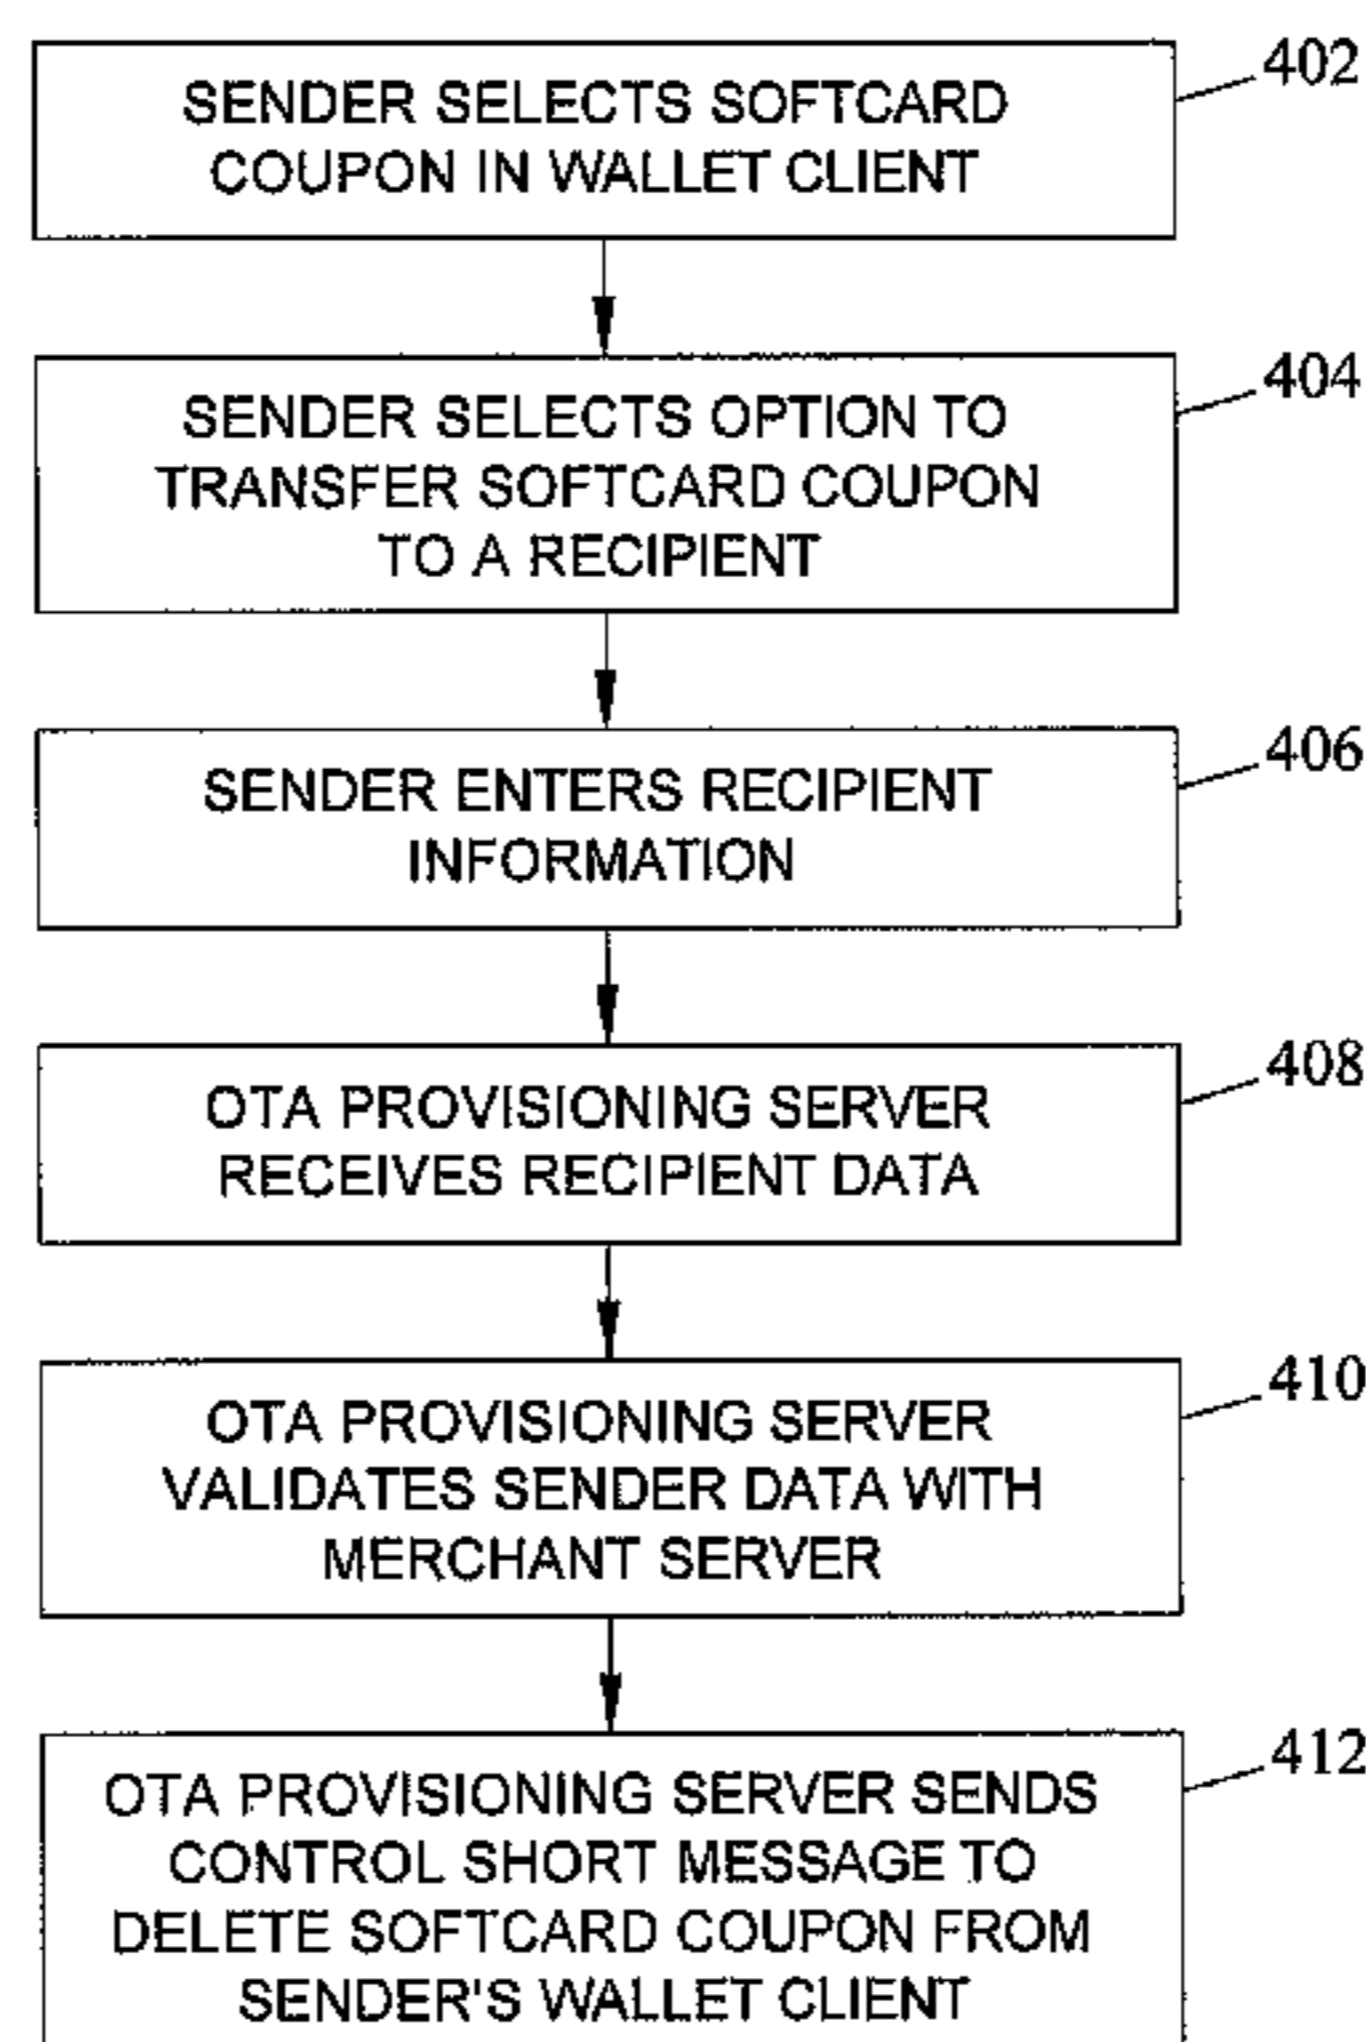 402
SENDER SELECTS SOFTCARD
COUPON IN WALLET CLIENT
404
SENDER SELECTS OPTION TO
TRANSFER SOFTCARD COUPON
TO A RECIPIENT
406
SENDER ENTERS RECIPIENT
INFORMATION
408
OTA PROVISIONING SERVER
RECEIVES RECIPIENT DATA
410
OTA PROVISIONING SERVER
VALIDATES SENDER DATA WITH
MERCHANT SERVER
412
OTA PROVISIONING SERVER SENDS
CONTROL SHORT MESSAGE TO
DELETE SOFTCARD COUPON FROM
SENDER'S WALLET CLIENT